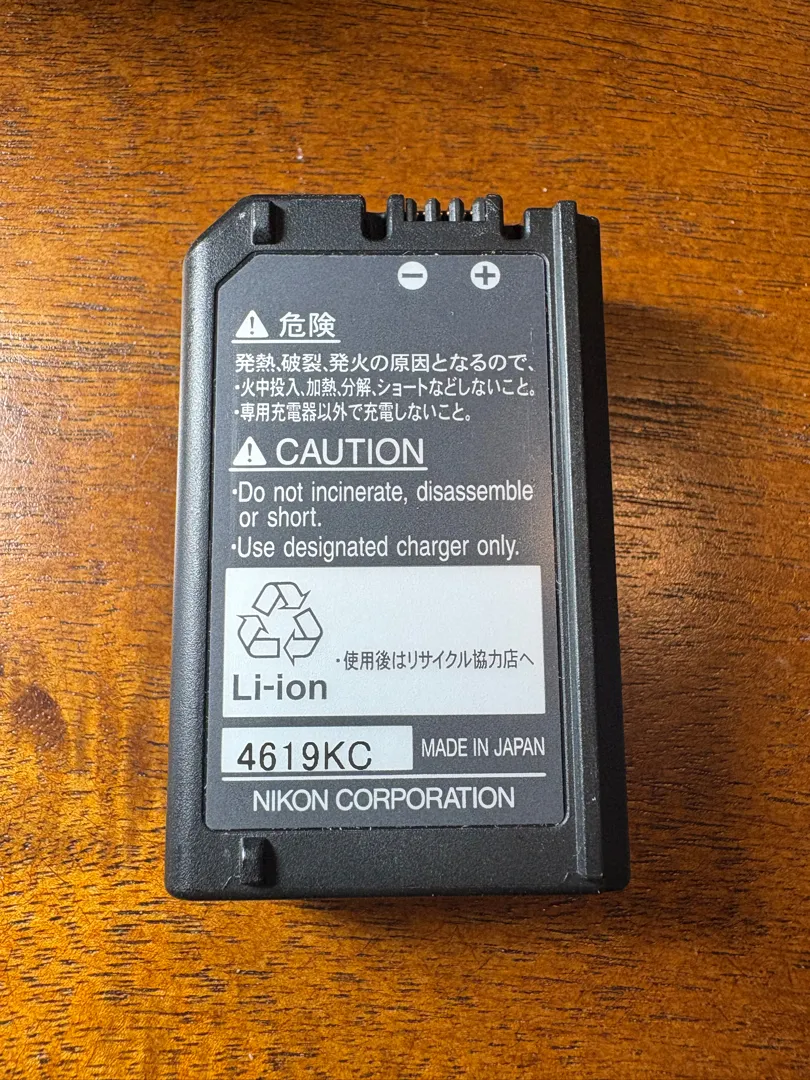 危険
発熱､破裂､発火の原因となるので､
･火中投入､加熱､分解､ショートなどしないこと。
･専用充電器以外で充電しないこと。
CAUTION
･Do not incinerate, disassemble
or short.
･Use designated charger only.
･使用後はリサイクル協力店へ
Li-ion
4619KC MADE IN JAPAN
NIKON CORPORATION